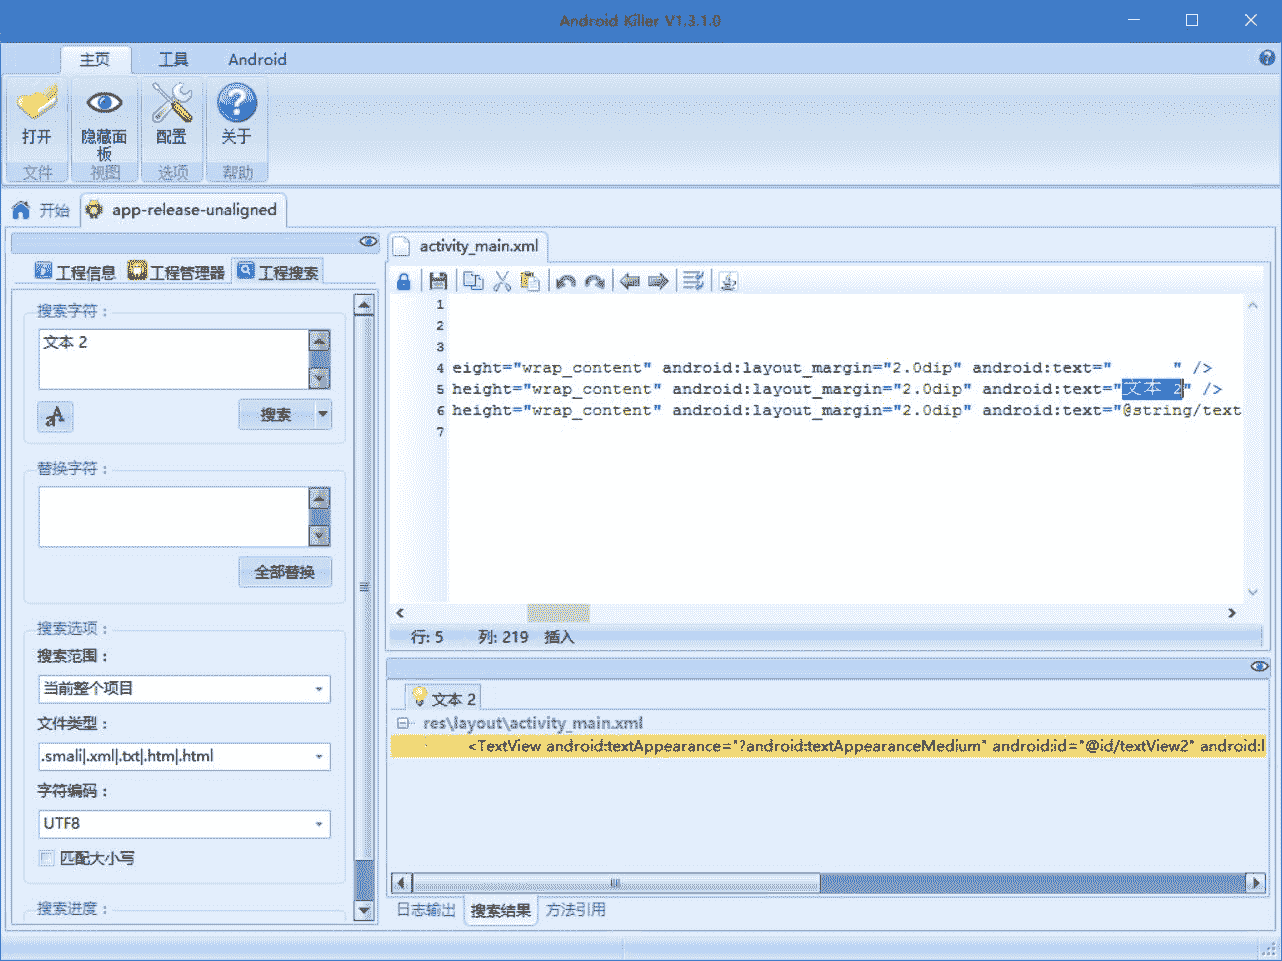 Android Killer V1.3.1.0
主页 工具 Android
打开 隐藏面板 配置 关于
文件 视图 选项 帮助
开始 app-release-unaligned
工程信息 工程管理器 工程搜索
搜索字符：
文本 2
搜索
替换字符：
全部替换
搜索选项：
搜索范围：
当前整个项目
文件类型：
.smali|.xml|.txt|.htm|.html
字符编码：
UTF8
匹配大小写
搜索进度：
activity_main.xml
1
2
3
4 eight="wrap_content" android:layout_margin="2.0dip" android:text="      " />
5 height="wrap_content" android:layout_margin="2.0dip" android:text="文本 2" />
6 height="wrap_content" android:layout_margin="2.0dip" android:text="@string/text
7
行: 5 列: 219 插入
文本 2
res\layout\activity_main.xml
<TextView android:textAppearance="?android:textAppearanceMedium" android:id="@id/textView2" android:l
日志输出 搜索结果 方法引用